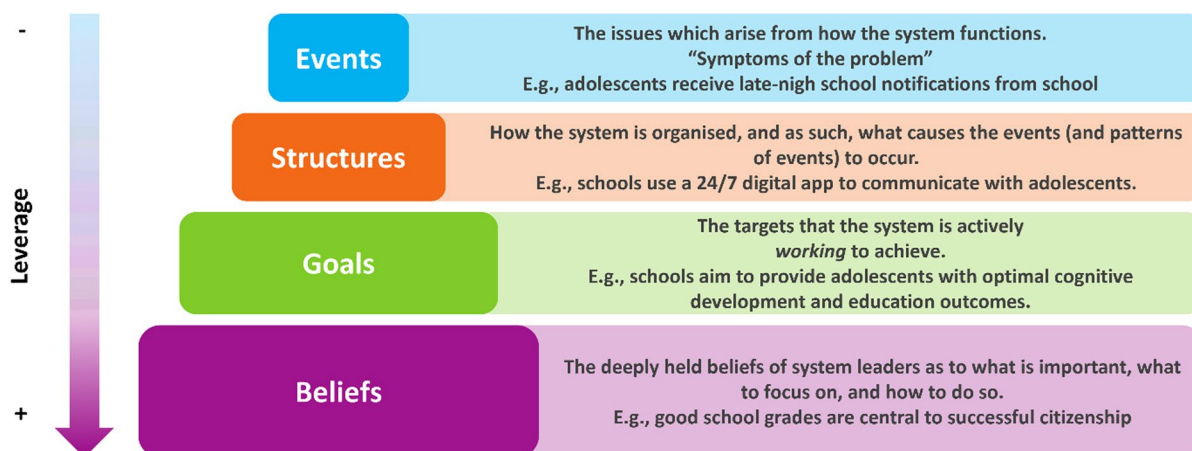 -
Leverage
+
Events
The issues which arise from how the system functions.
“Symptoms of the problem”
E.g., adolescents receive late-nigh school notifications from school
Structures
How the system is organised, and as such, what causes the events (and patterns
of events) to occur.
E.g., schools use a 24/7 digital app to communicate with adolescents.
Goals
The targets that the system is actively
working to achieve.
E.g., schools aim to provide adolescents with optimal cognitive
development and education outcomes.
Beliefs
The deeply held beliefs of system leaders as to what is important, what
to focus on, and how to do so.
E.g., good school grades are central to successful citizenship